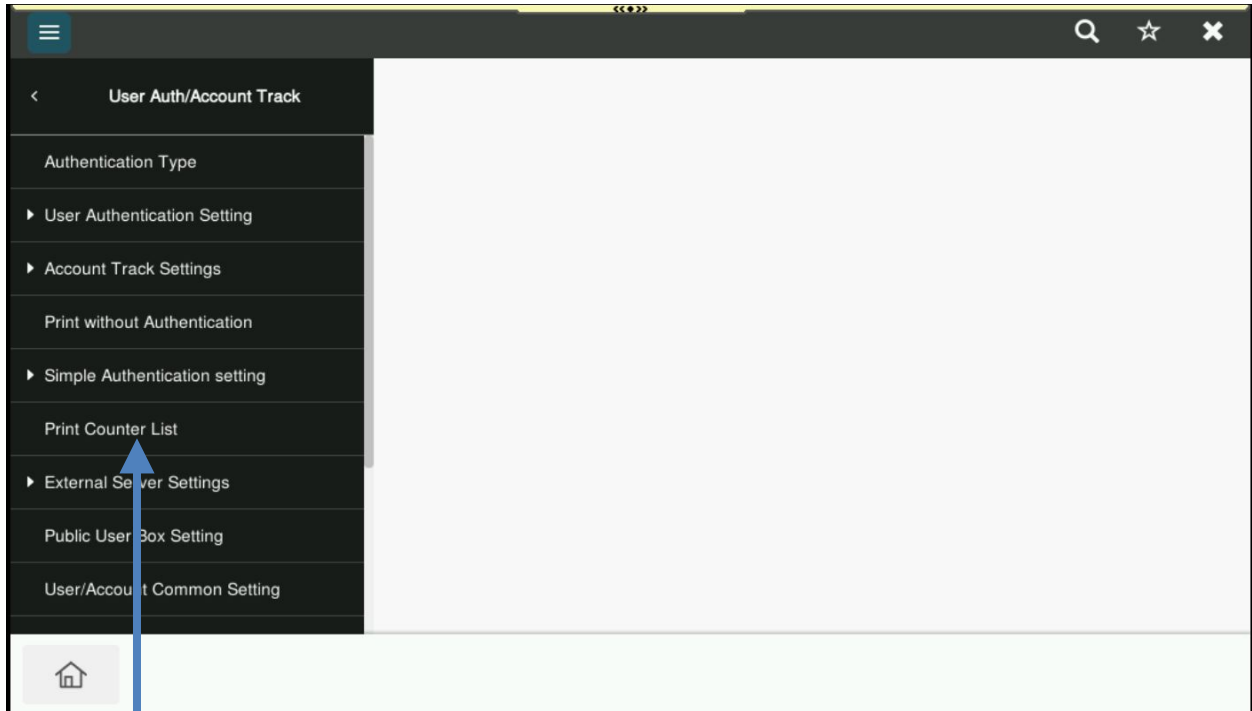 User Auth/Account Track
Authentication Type
User Authentication Setting
Account Track Settings
Print without Authentication
Simple Authentication setting
Print Counter List
External Server Settings
Public User Box Setting
User/Account Common Setting